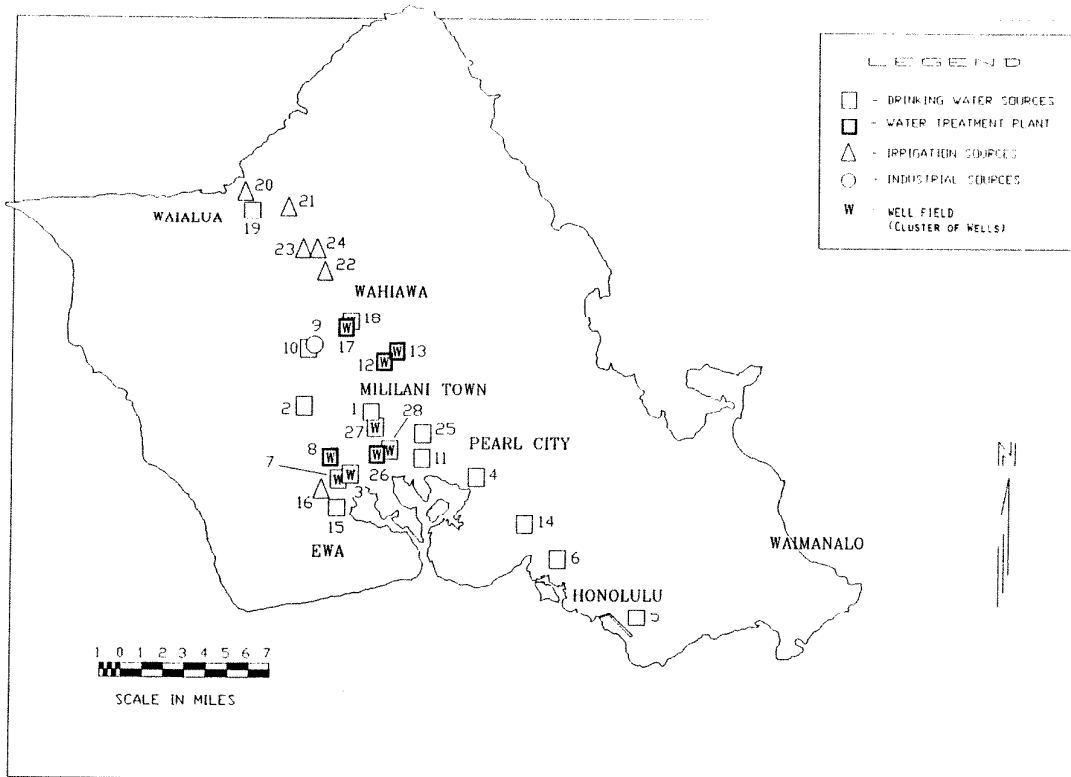 LEGEND
- DRINKING WATER SOURCES
- WATER TREATMENT PLANT
- IRRIGATION SOURCES
- INDUSTRIAL SOURCES
W - WELL FIELD
(CLUSTER OF WELLS)
20
21
WAIALUA
19
23 24
22
WAHIAWA
9
18
W
17
10
W 13
12 W
MILILANI TOWN
2
1
28
27 W
25
PEARL CITY
8 W
W
W
26
11
7
W W
3
4
16
15
14
EWA
6
WAIMANALO
HONOLULU
5
N
1 0 1 2 3 4 5 6 7
SCALE IN MILES